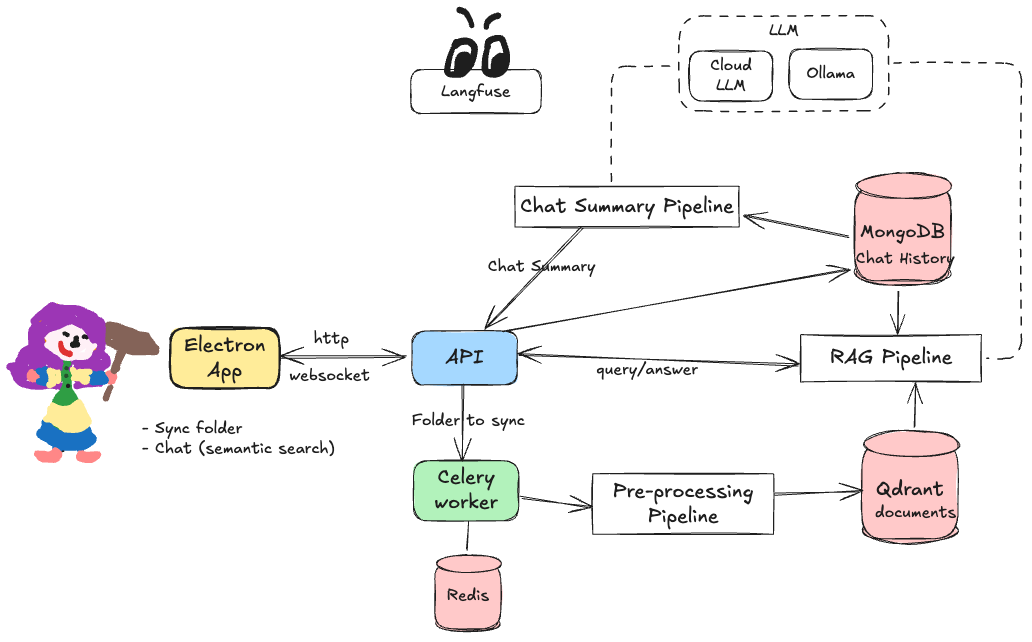 LLM
Cloud
LLM
Ollama
Langfuse
Chat Summary Pipeline
MongoDB
Chat History
Chat Summary
http
Electron
App
API
RAG Pipeline
websocket
query/answer
- Sync folder
- Chat (semantic search)
Folder to sync
Celery
worker
Pre-processing
Pipeline
Qdrant
documents
Redis